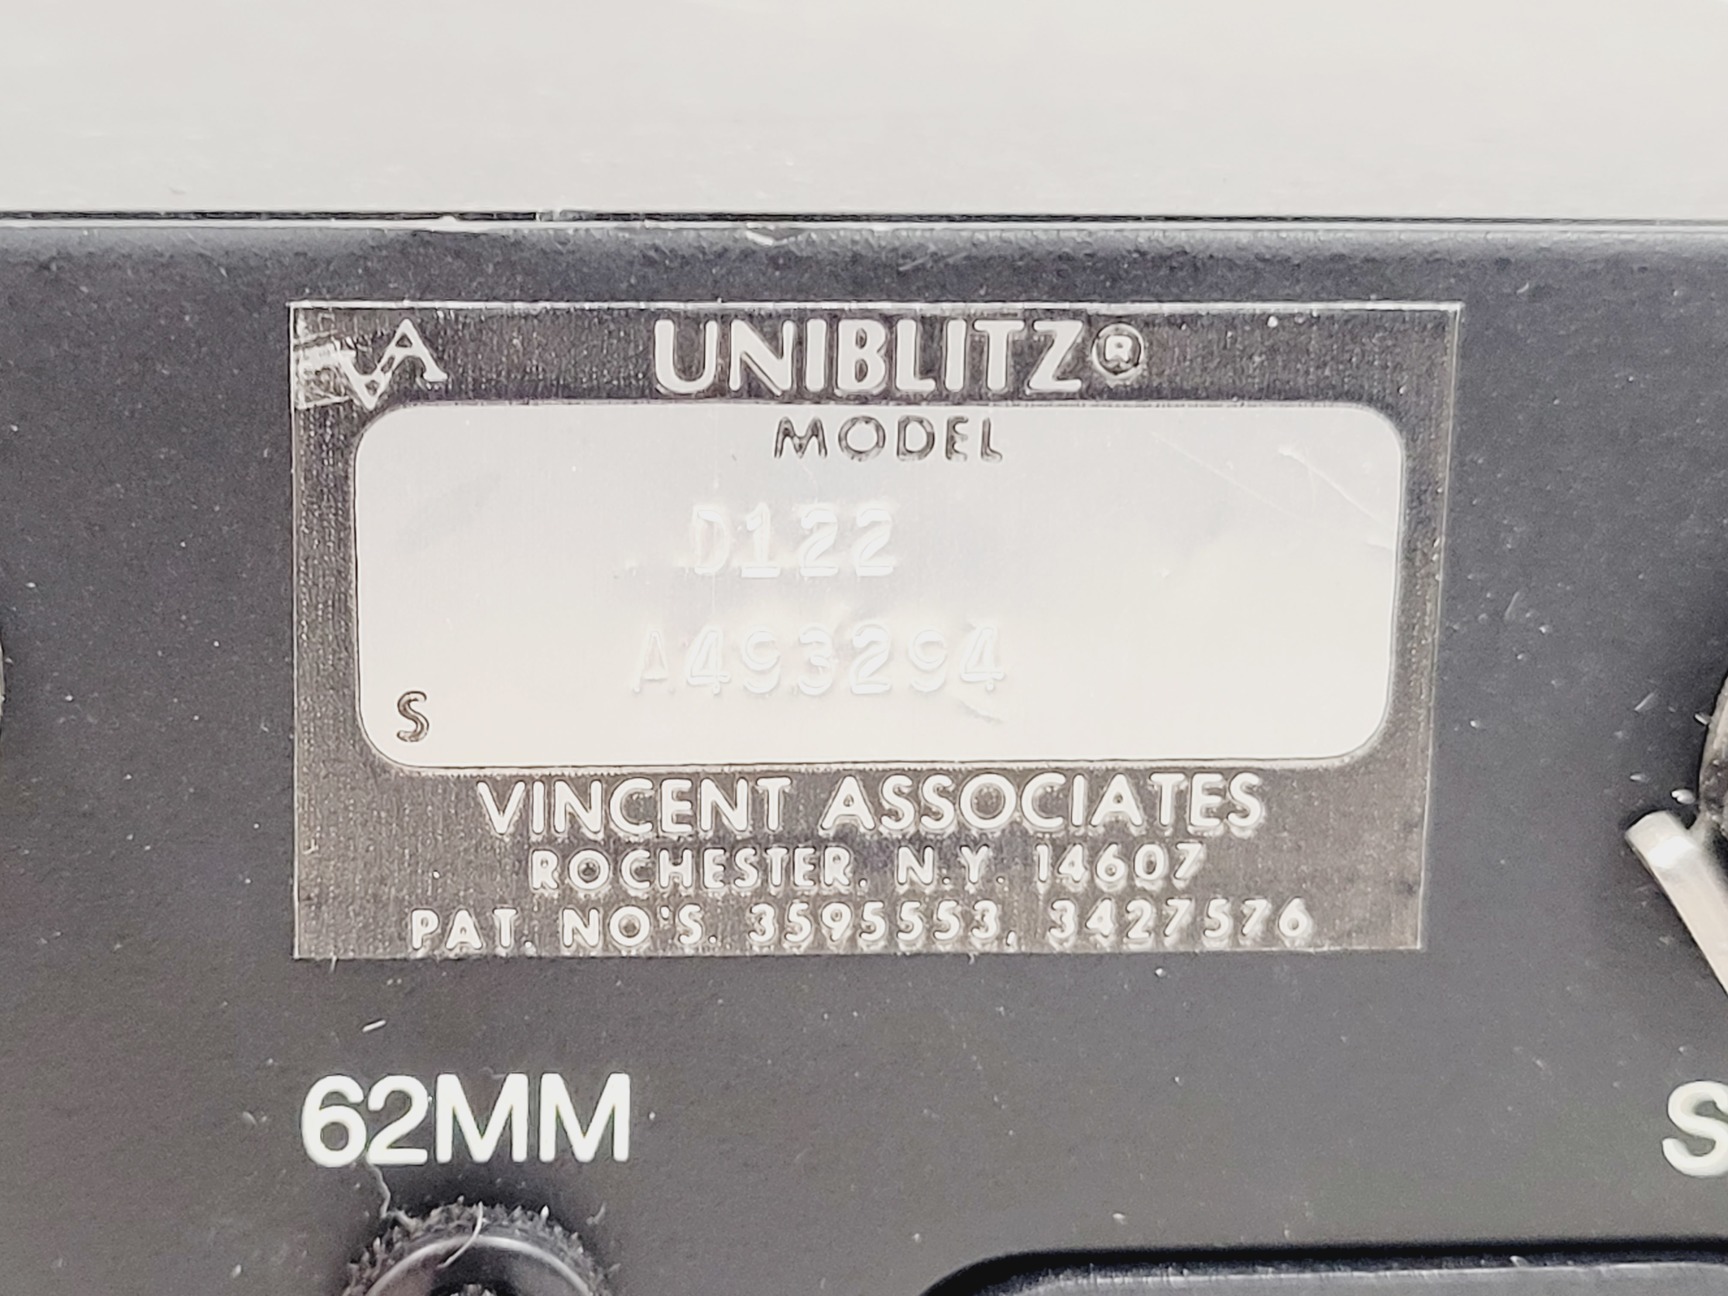 VA UNIBLITZ®
MODEL
D122
A493294
S
VINCENT ASSOCIATES
ROCHESTER, N.Y. 14607
PAT. NO'S. 3595553, 3427576
62MM
S